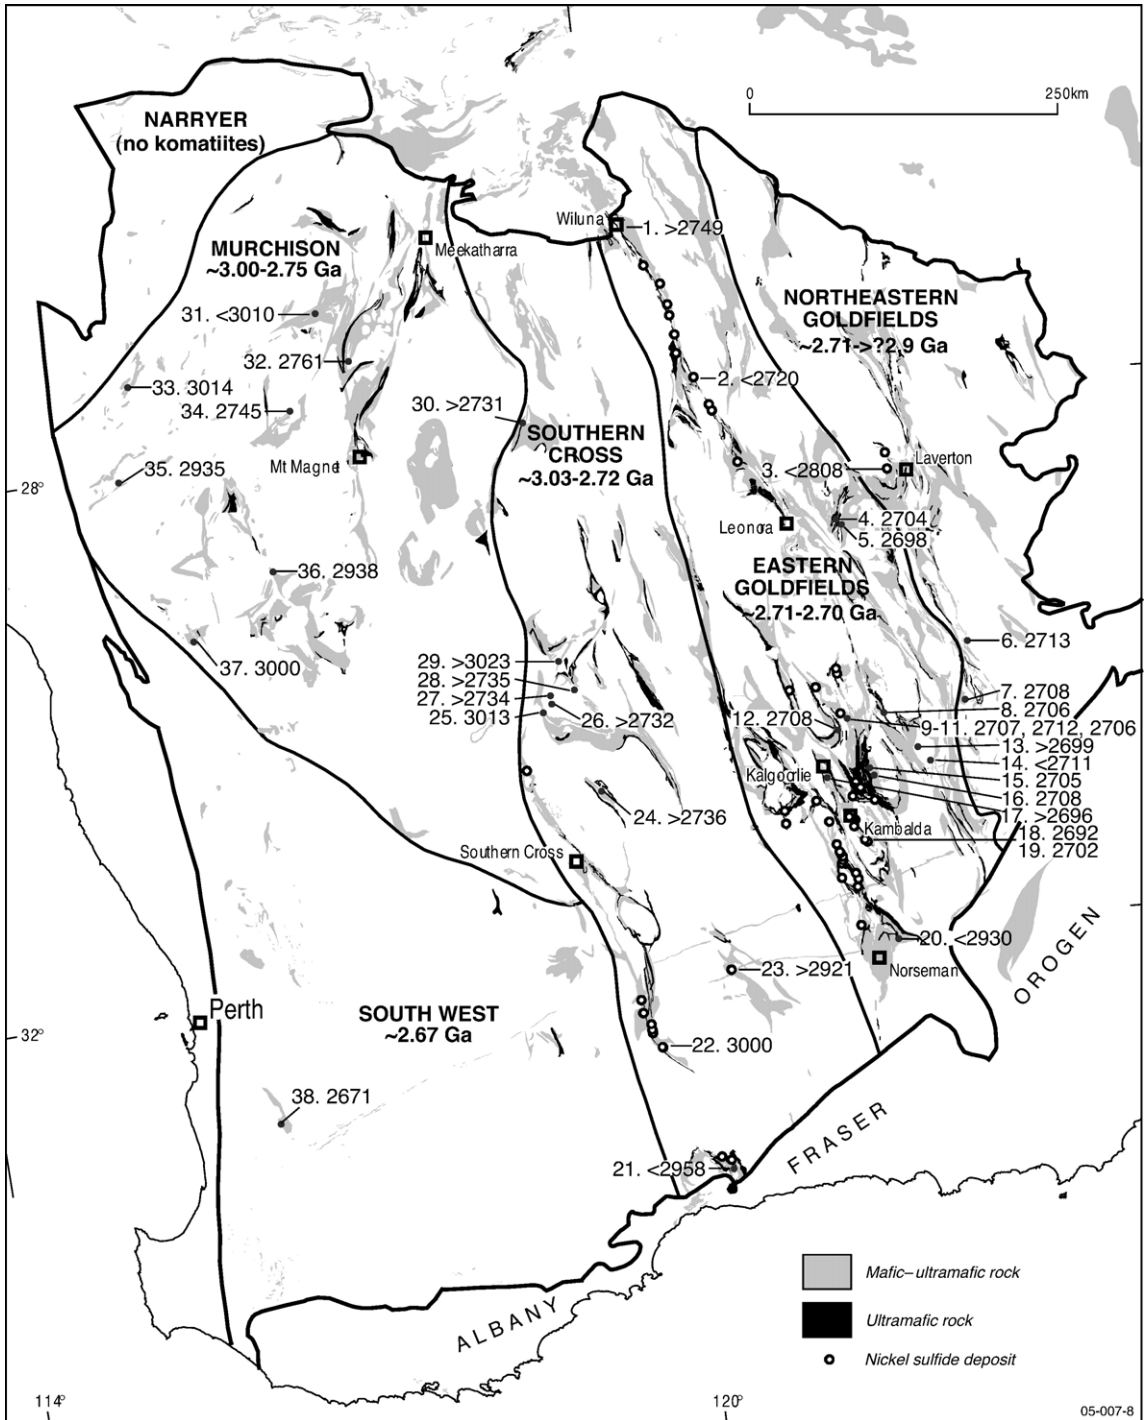 0 250km
NARRYER
(no komatiites)
Wiluna
1. >2749
MURCHISON
~3.00-2.75 Ga
Meekatharra
NORTHEASTERN
GOLDFIELDS
~2.71->?2.9 Ga
31. <3010
32. 2761
2. <2720
33. 3014
34. 2745
30. >2731
SOUTHERN
CROSS
~3.03-2.72 Ga
Mt Magnet
35. 2935
3. <2808
Laverton
28°
4. 2704
Leonora
5. 2698
36. 2938
EASTERN
GOLDFIELDS
~2.71-2.70 Ga
6. 2713
37. 3000
29. >3023
28. >2735
27. >2734
25. 3013
26. >2732
7. 2708
8. 2706
12. 2708
9-11. 2707, 2712, 2706
13. >2699
14. <2711
Kalgoorlie
15. 2705
16. 2708
24. >2736
17. >2696
Kambalda
18. 2692
19. 2702
Southern Cross
20. <2930
23. >2921
Norseman
OROGEN
Perth
SOUTH WEST
~2.67 Ga
32°
22. 3000
38. 2671
FRASER
21. <2958
Mafic–ultramafic rock
ALBANY
Ultramafic rock
Nickel sulfide deposit
114°
120°
05-007-8